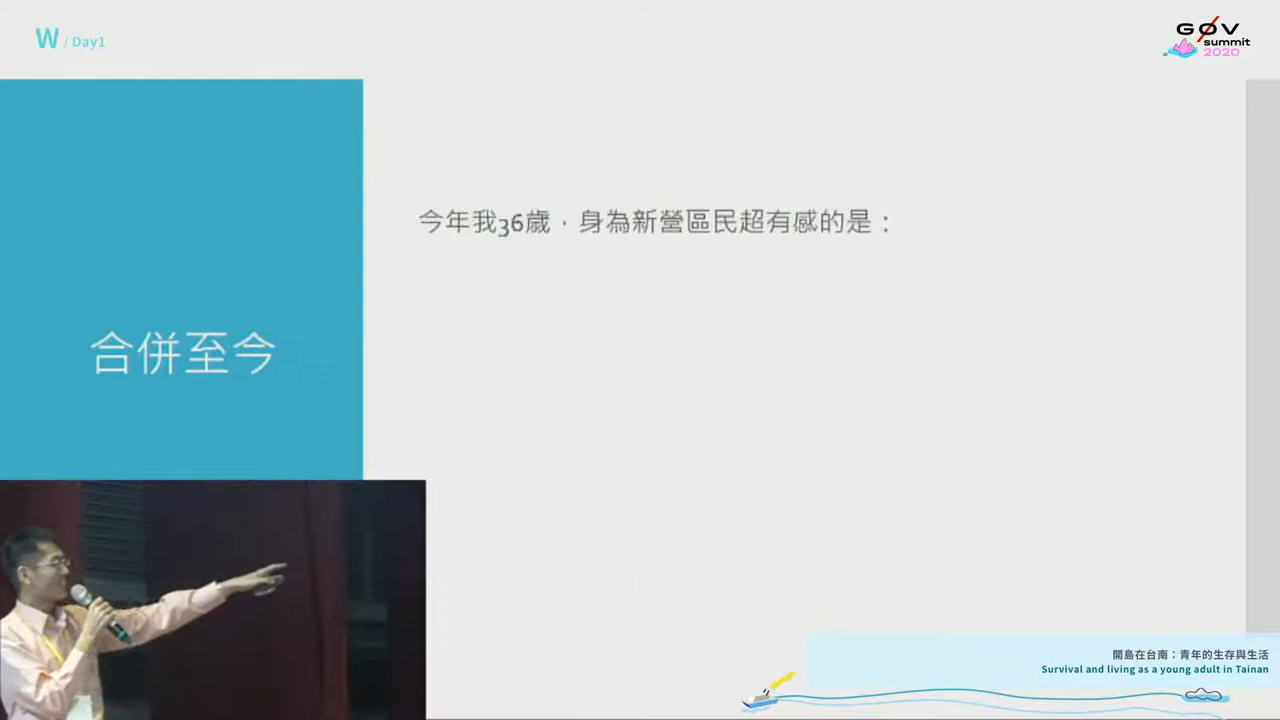 W / Day1
GØV
summit
2020
今年我36歲，身為新營區民超有感的是：
合併至今
開島在台南：青年的生存與生活
Survival and living as a young adult in Tainan